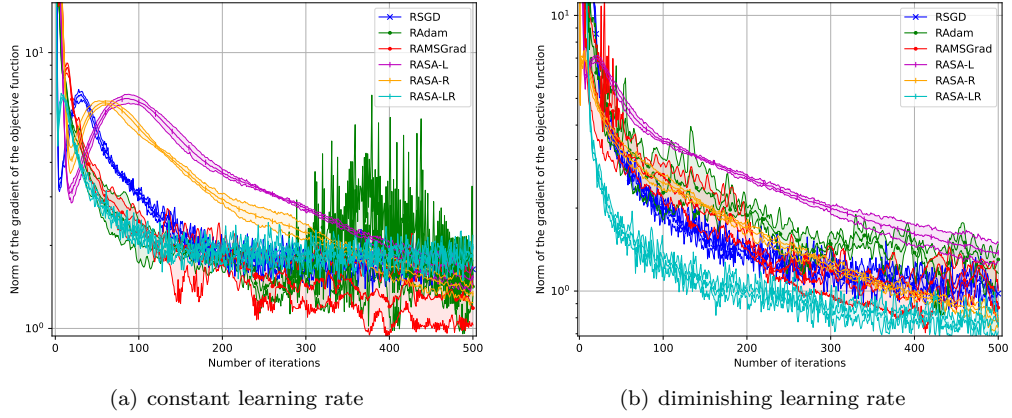 Norm of the gradient of the objective function
10¹
10⁰
0 100 200 300 400 500
Number of iterations
RSGD
RAdam
RAMSGrad
RASA-L
RASA-R
RASA-LR
(a) constant learning rate
Norm of the gradient of the objective function
10¹
10⁰
0 100 200 300 400 500
Number of iterations
RSGD
RAdam
RAMSGrad
RASA-L
RASA-R
RASA-LR
(b) diminishing learning rate